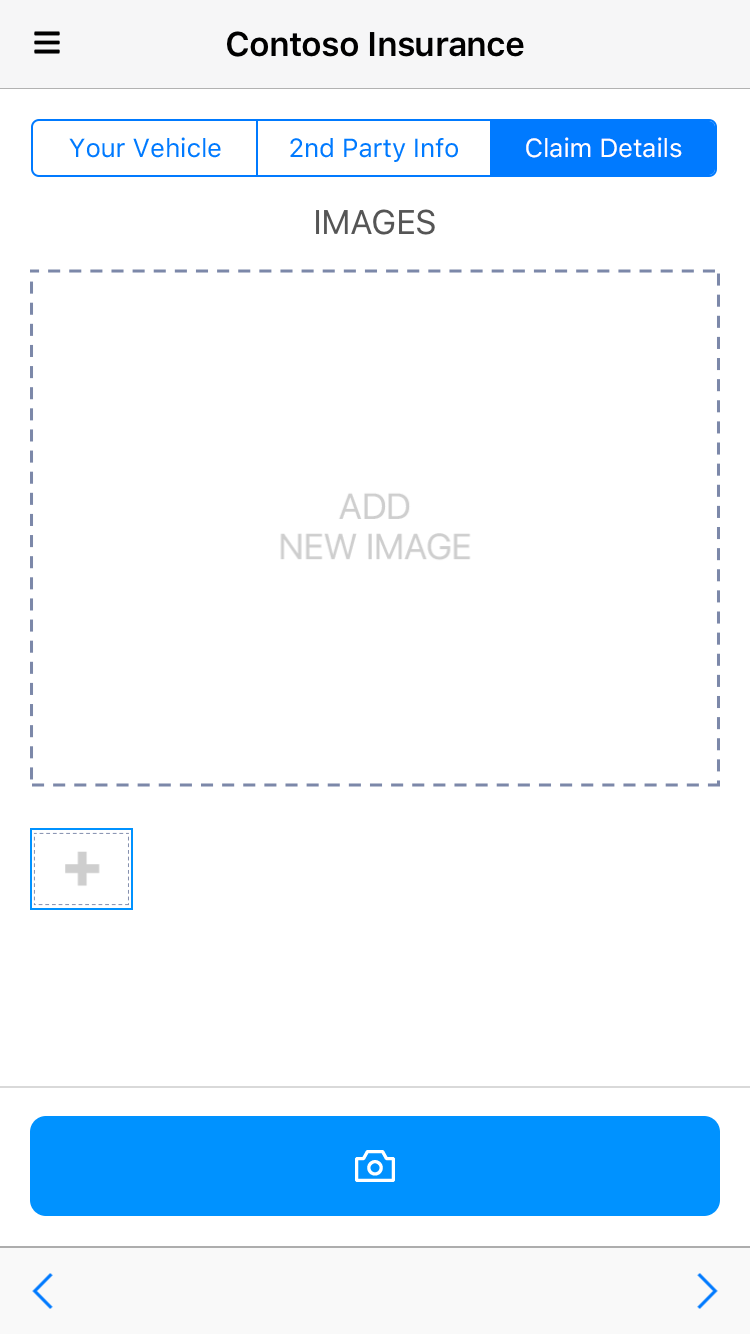 Contoso Insurance
Your Vehicle
2nd Party Info
Claim Details
IMAGES
ADD
NEW IMAGE